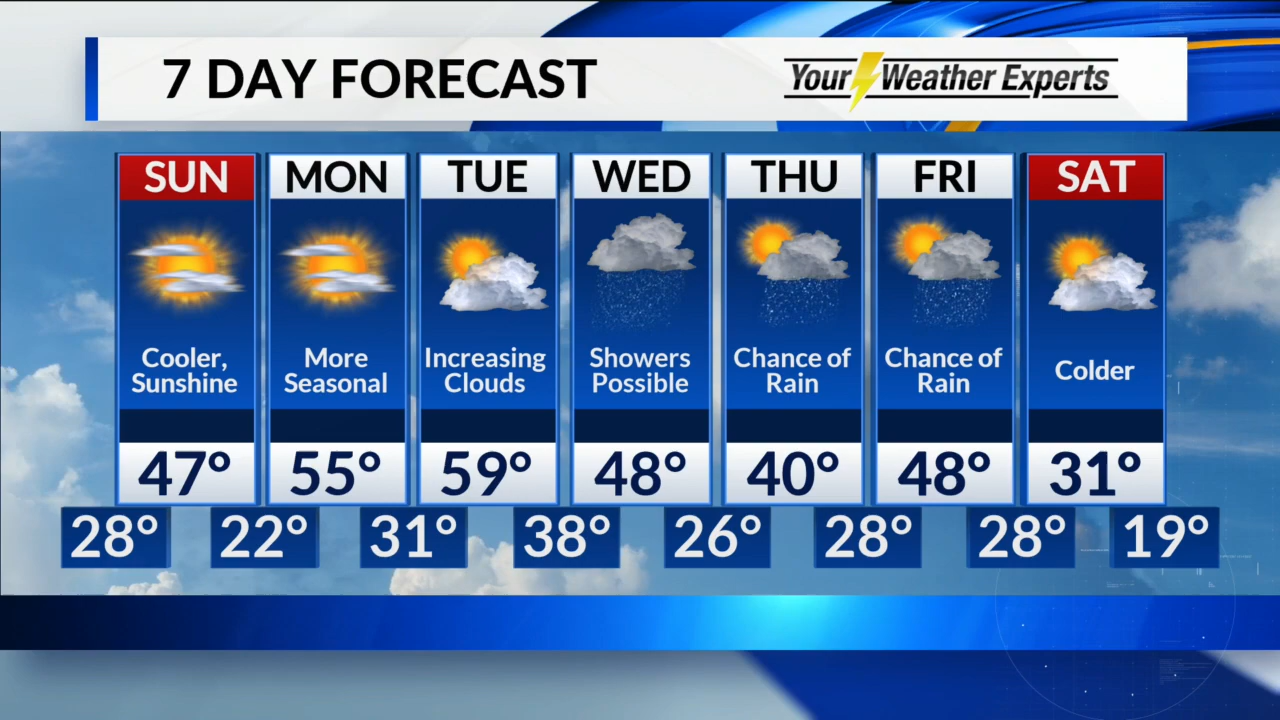 7 DAY FORECAST
Your Weather Experts
SUN MON TUE WED THU FRI SAT
Cooler, More Increasing Showers Chance of Chance of Colder
Sunshine Seasonal Clouds Possible Rain Rain
47° 55° 59° 48° 40° 48° 31°
28° 22° 31° 38° 26° 28° 28° 19°